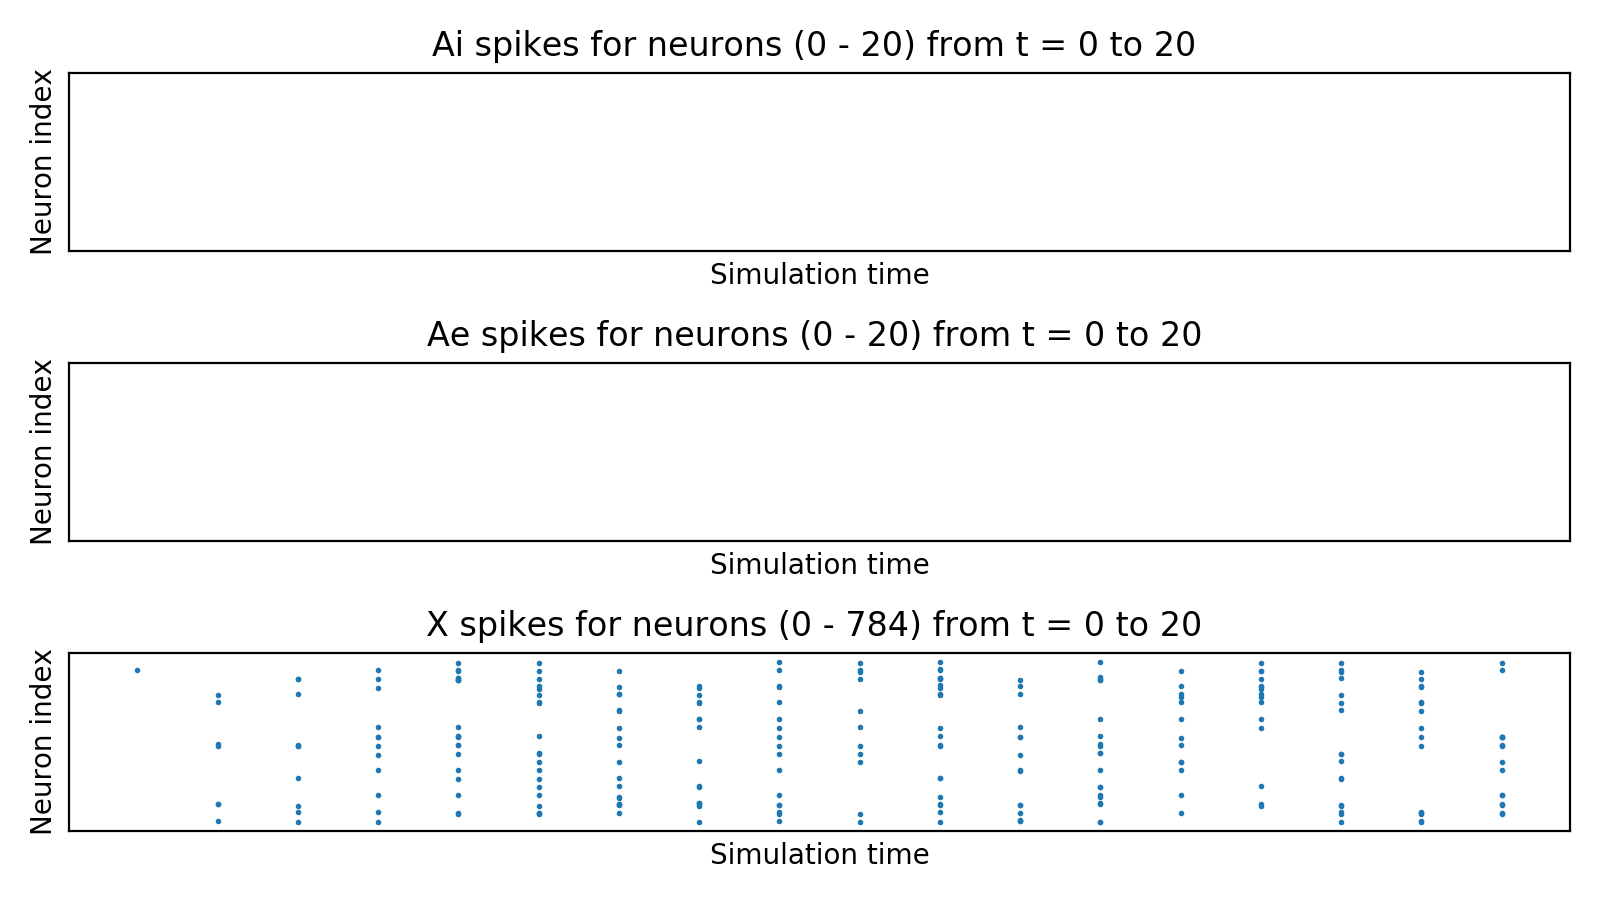 Ai spikes for neurons (0 - 20) from t = 0 to 20
Neuron index
Simulation time
Ae spikes for neurons (0 - 20) from t = 0 to 20
Neuron index
Simulation time
X spikes for neurons (0 - 784) from t = 0 to 20
Neuron index
Simulation time